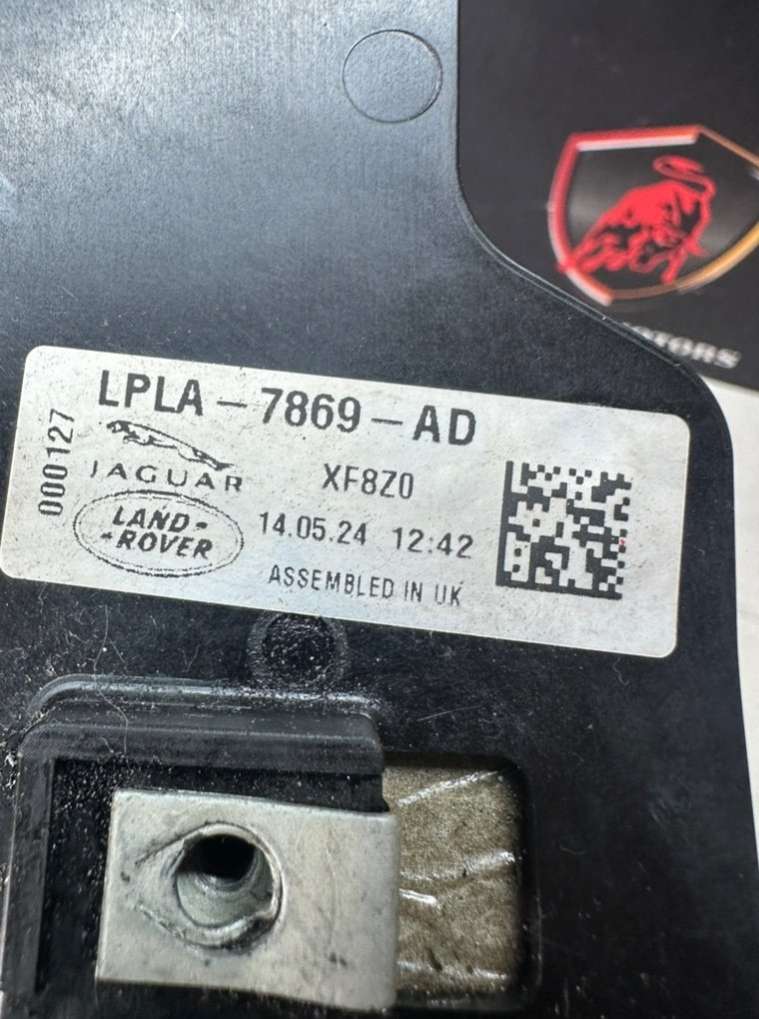 LPLA-7869-AD
000127
JAGUAR
XF8Z0
LAND-
-ROVER
14.05.24 12:42
ASSEMBLED IN UK